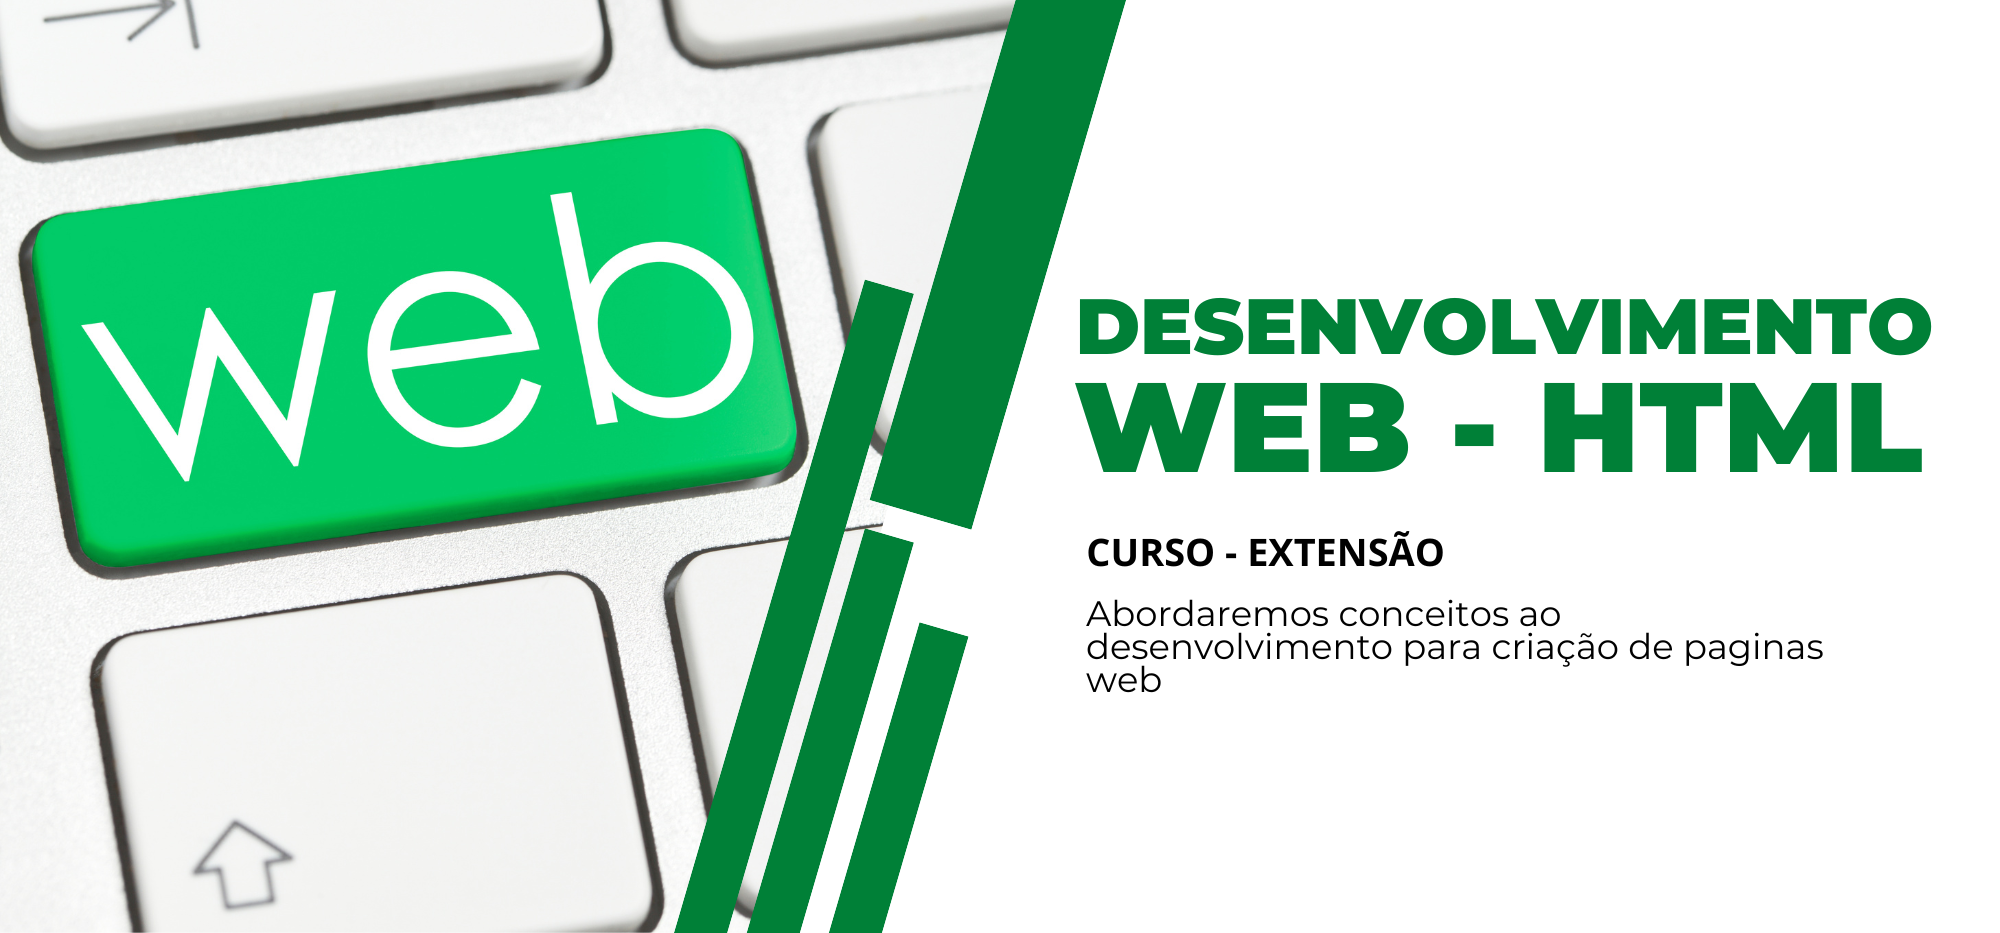 web
DESENVOLVIMENTO
WEB - HTML
CURSO - EXTENSÃO
Abordaremos conceitos ao
desenvolvimento para criação de paginas
web